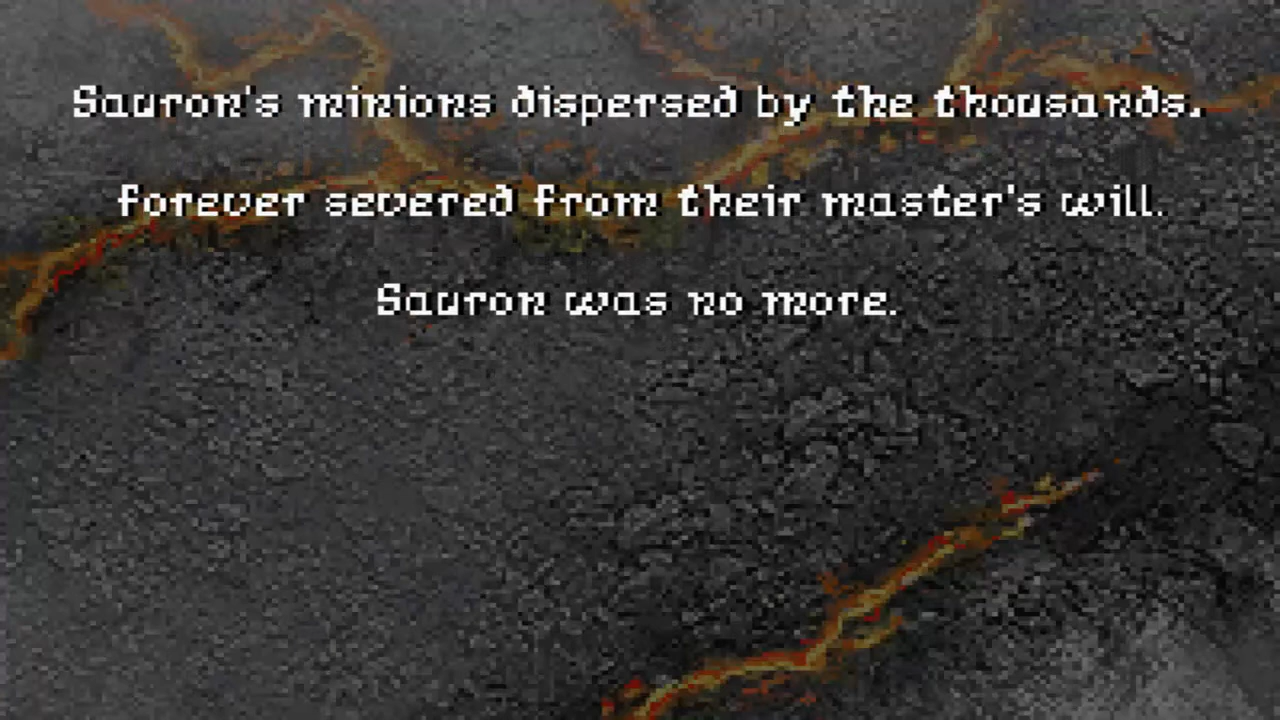 Sauron's minions dispersed by the thousands.
forever severed from their master's will.
Sauron was no more.